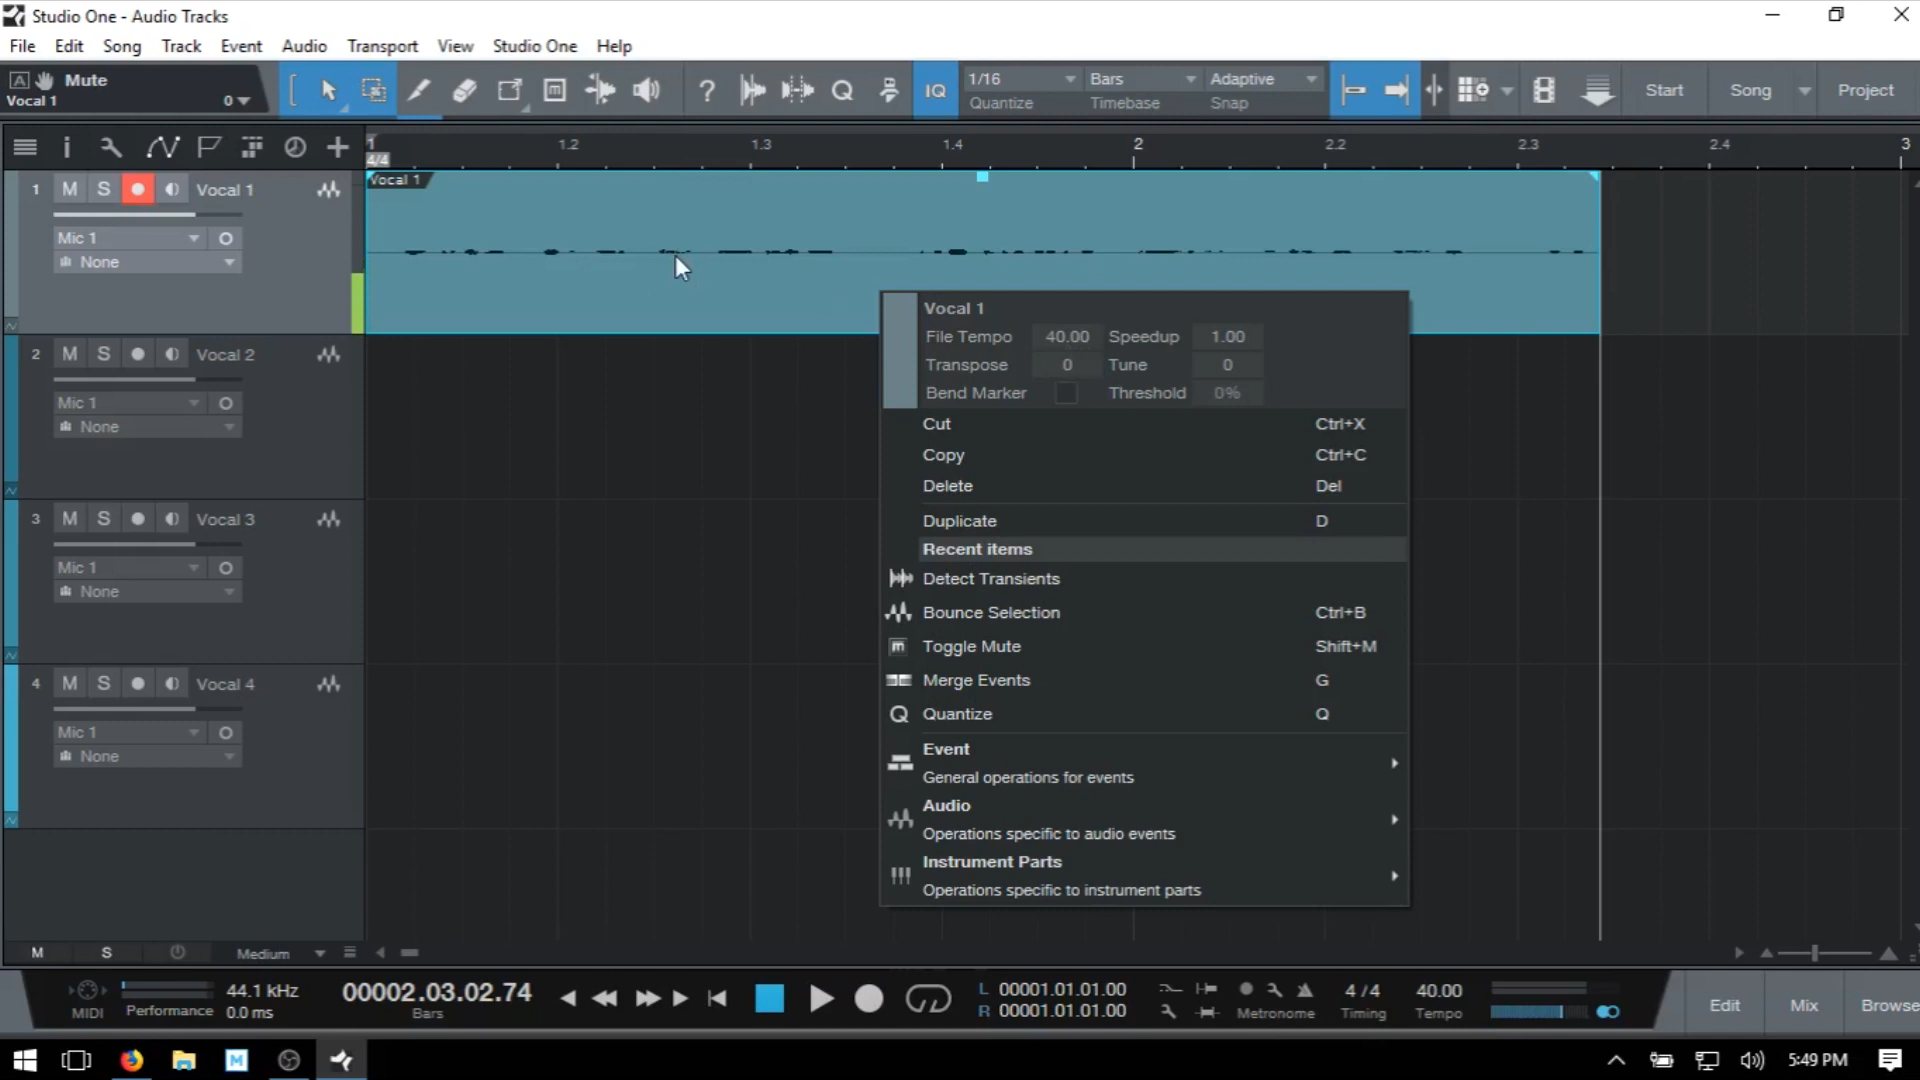 Studio One - Audio Tracks
File Edit Song Track Event Audio Transport View Studio One Help
A Mute
Vocal 1 0
? Q IQ
1/16 Bars Adaptive
Quantize Timebase Snap
Start Song Project
1 1.2 1.3 1.4 2 2.2 2.3 2.4 3
4/4
1 M S Vocal 1
Mic 1
None
Vocal 1
2 M S Vocal 2
Mic 1
None
3 M S Vocal 3
Mic 1
None
4 M S Vocal 4
Mic 1
None
Vocal 1
File Tempo 40.00 Speedup 1.00
Transpose 0 Tune 0
Bend Marker Threshold 0%
Cut Ctrl+X
Copy Ctrl+C
Delete Del
Duplicate D
Recent items
Detect Transients
Bounce Selection Ctrl+B
m Toggle Mute Shift+M
Merge Events G
Q Quantize Q
Event
General operations for events
Audio
Operations specific to audio events
Instrument Parts
Operations specific to instrument parts
M S Medium
MIDI
Performance
44.1 kHz
0.0 ms
00002.03.02.74
Bars
L 00001.01.01.00
R 00001.01.01.00
Metronome
4 / 4
Timing
40.00
Tempo
Edit Mix Browse
M
5:49 PM